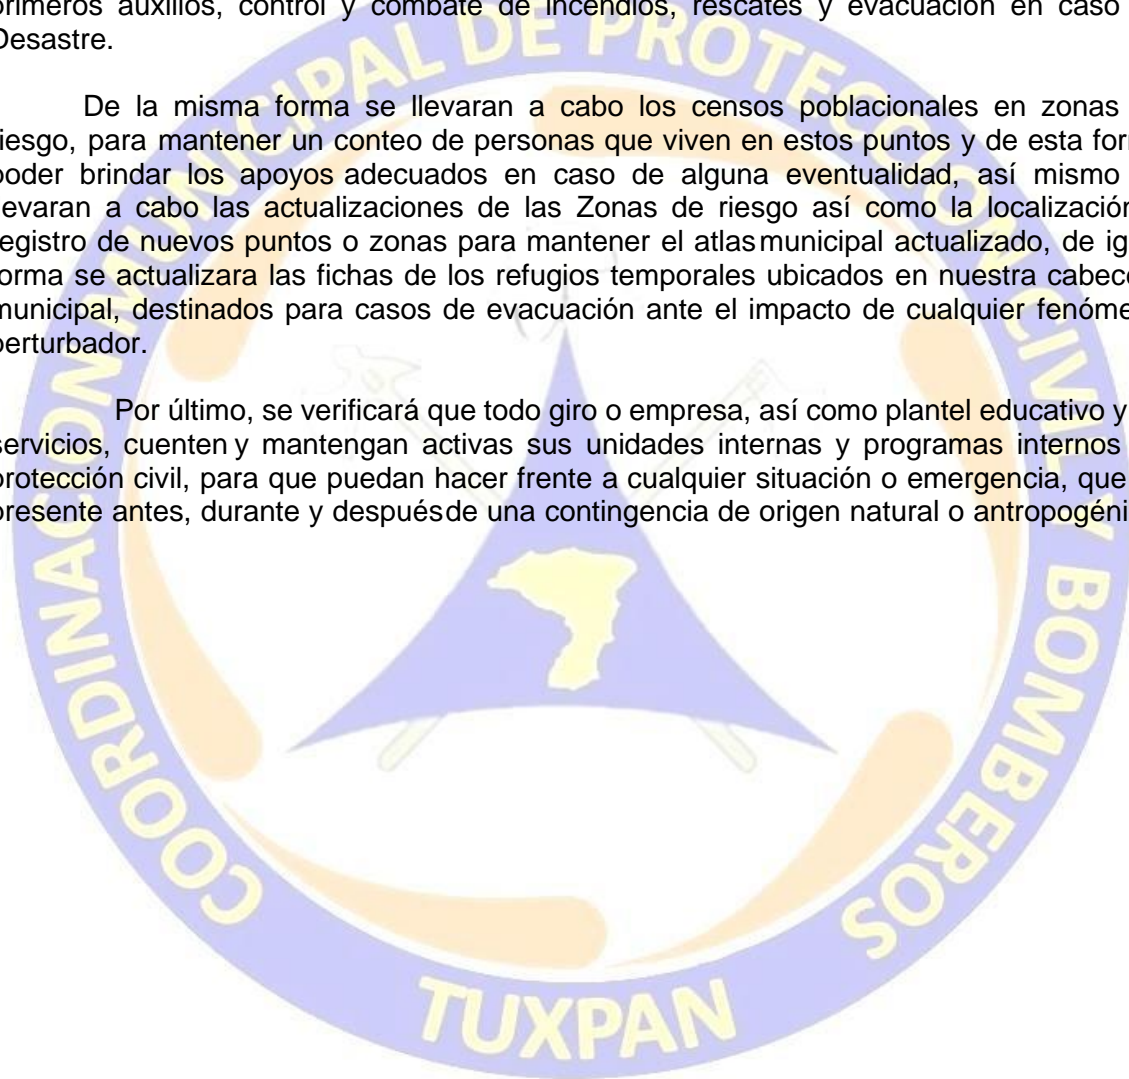 primeros auxilios, control y combate de incendios, rescates y evacuación en caso
Desastre.
De la misma forma se llevaran a cabo los censos poblacionales en zonas
riesgo, para mantener un conteo de personas que viven en estos puntos y de esta for
poder brindar los apoyos adecuados en caso de alguna eventualidad, así mismo
llevaran a cabo las actualizaciones de las Zonas de riesgo así como la localización
registro de nuevos puntos o zonas para mantener el atlas municipal actualizado, de ig
forma se actualizara las fichas de los refugios temporales ubicados en nuestra cabece
municipal, destinados para casos de evacuación ante el impacto de cualquier fenóme
perturbador.
Por último, se verificará que todo giro o empresa, así como plantel educativo y
servicios, cuenten y mantengan activas sus unidades internas y programas internos
protección civil, para que puedan hacer frente a cualquier situación o emergencia, que
presente antes, durante y después de una contingencia de origen natural o antropogéni
COORDINACION MUNICIPAL DE PROTECCION CIVIL Y BOMBEROS
TUXPAN